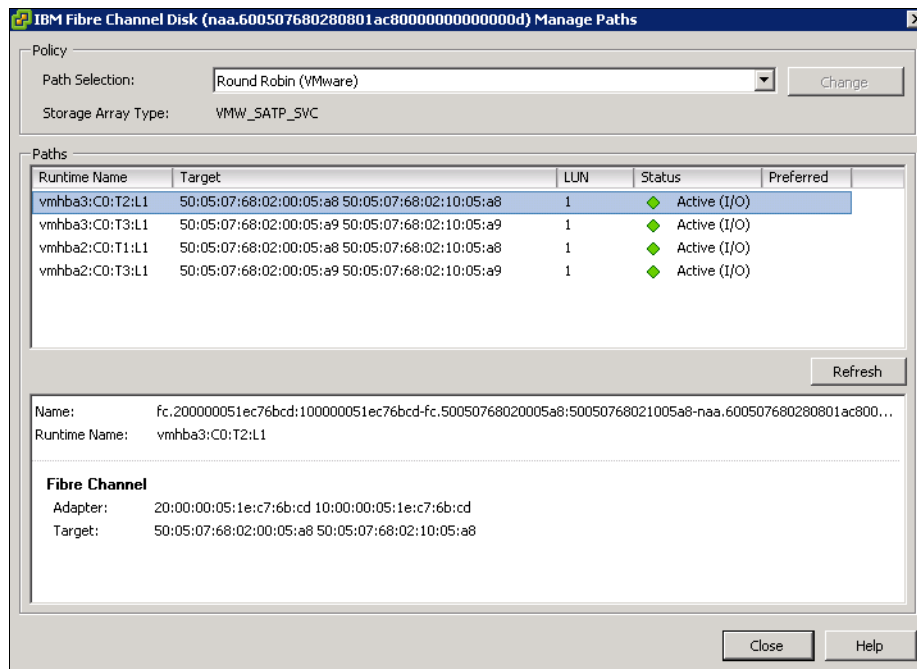 IBM Fibre Channel Disk (naa.600507680280801ac80000000000000d) Manage Paths
Policy
Path Selection: Round Robin (VMware) Change
Storage Array Type: VMW_SATP_SVC
Paths
Runtime Name Target LUN Status Preferred
vmhba3:C0:T2:L1 50:05:07:68:02:00:05:a8 50:05:07:68:02:10:05:a8 1 Active (I/O)
vmhba3:C0:T3:L1 50:05:07:68:02:00:05:a9 50:05:07:68:02:10:05:a9 1 Active (I/O)
vmhba2:C0:T1:L1 50:05:07:68:02:00:05:a8 50:05:07:68:02:10:05:a8 1 Active (I/O)
vmhba2:C0:T3:L1 50:05:07:68:02:00:05:a9 50:05:07:68:02:10:05:a9 1 Active (I/O)
Refresh
Name: fc.200000051ec76bcd:100000051ec76bcd-fc.50050768020005a8:50050768021005a8-naa.600507680280801ac800...
Runtime Name: vmhba3:C0:T2:L1
Fibre Channel
Adapter: 20:00:00:05:1e:c7:6b:cd 10:00:00:05:1e:c7:6b:cd
Target: 50:05:07:68:02:00:05:a8 50:05:07:68:02:10:05:a8
Close Help